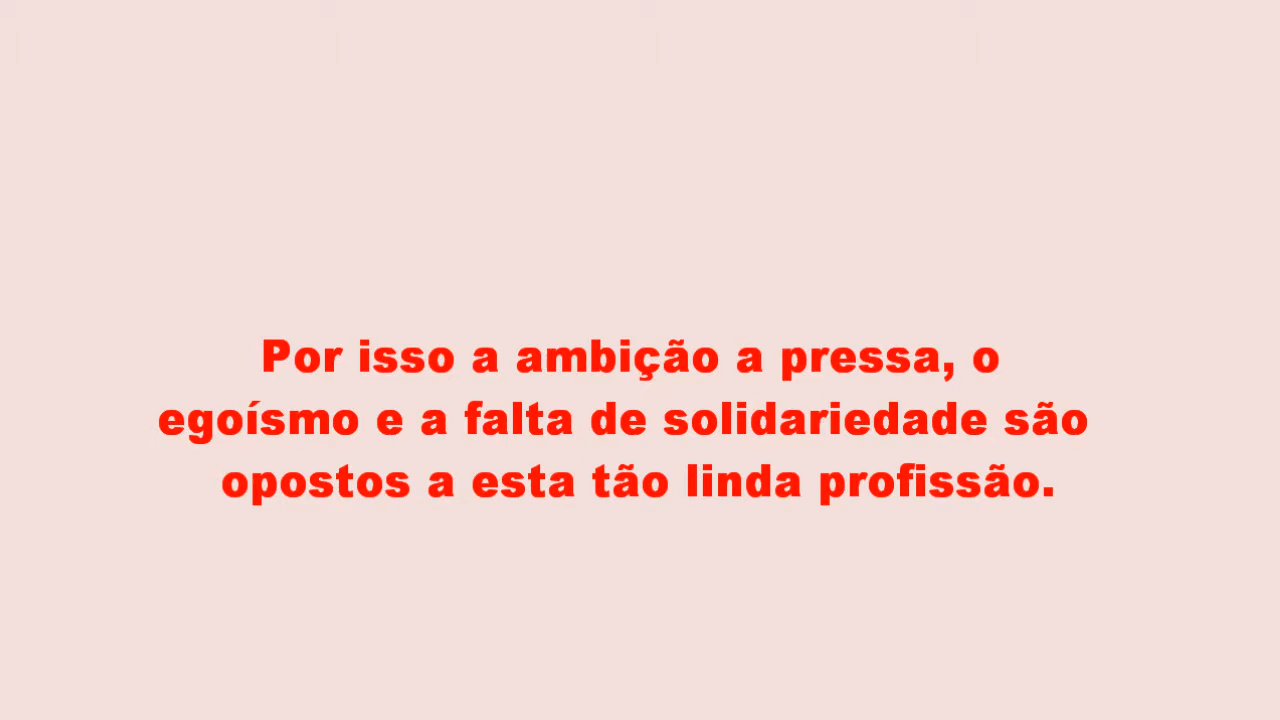 Por isso a ambição a pressa, o
egoísmo e a falta de solidariedade são
opostos a esta tão linda profissão.